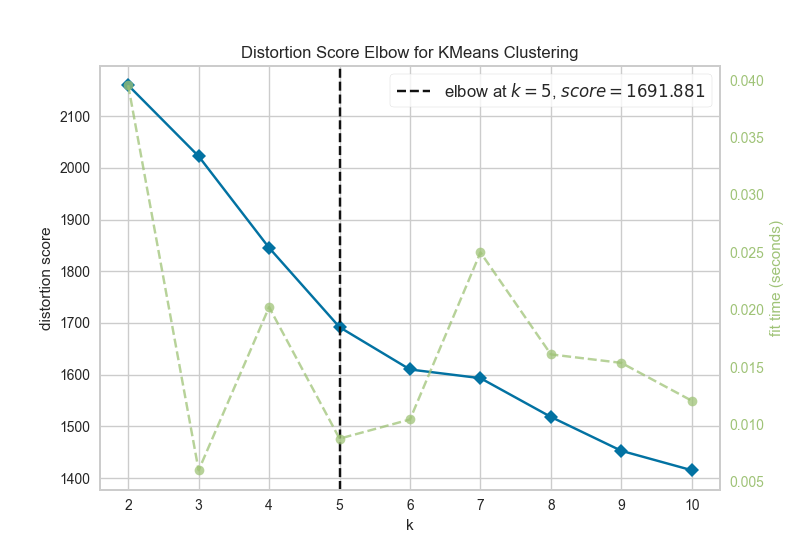 Distortion Score Elbow for KMeans Clustering
elbow at k = 5, score = 1691.881
distortion score
2100
2000
1900
1800
1700
1600
1500
1400
0.040
0.035
0.030
0.025
0.020
0.015
0.010
0.005
fit time (seconds)
2 3 4 5 6 7 8 9 10
k